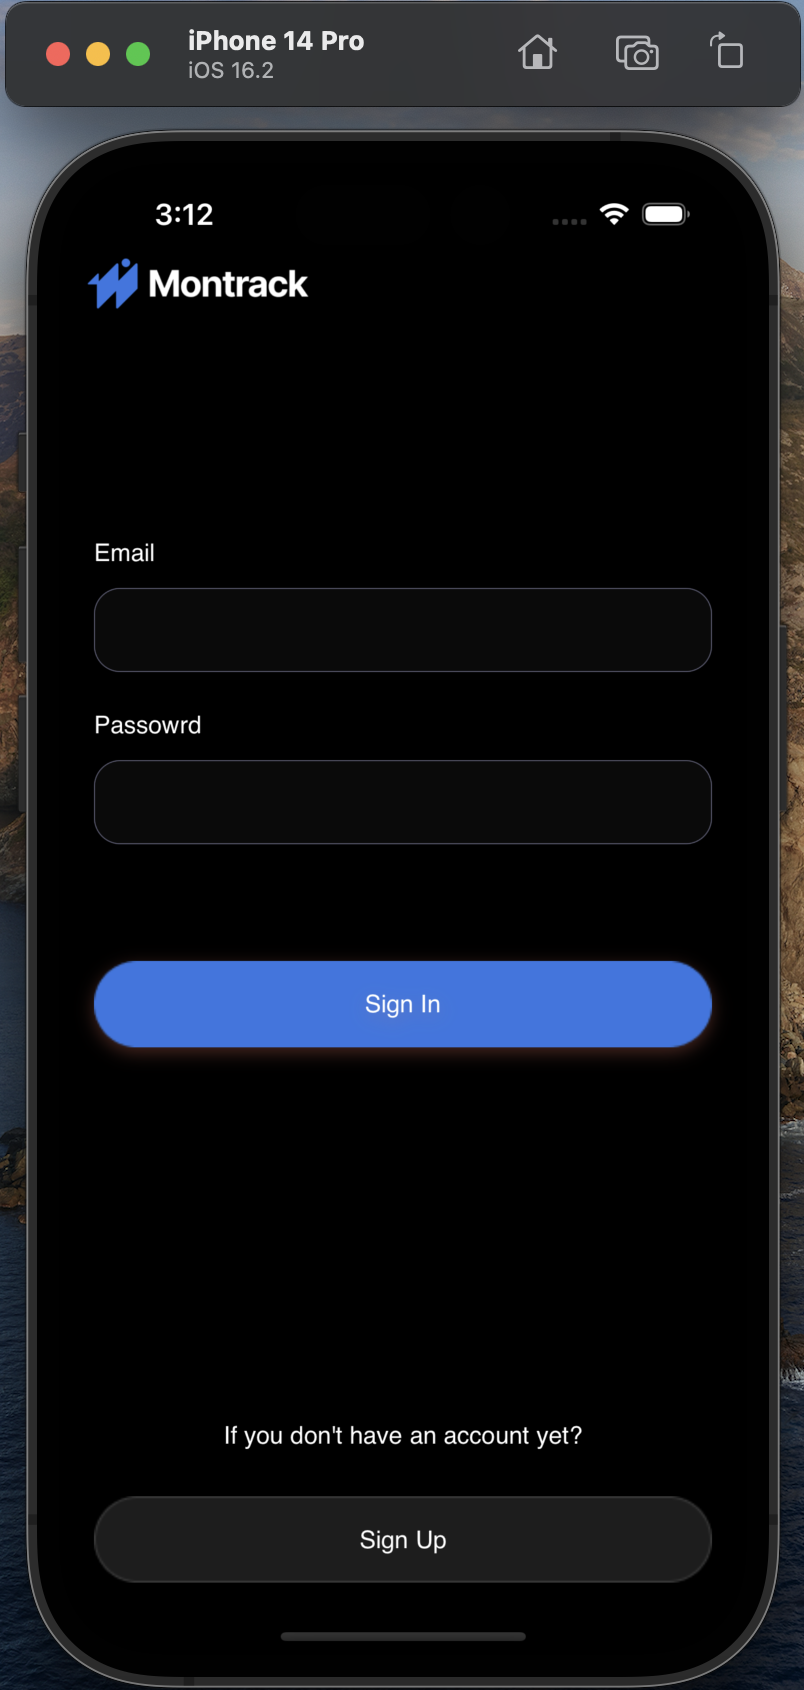 iPhone 14 Pro
iOS 16.2
3:12
Montrack
Email
Passowrd
Sign In
If you don't have an account yet?
Sign Up